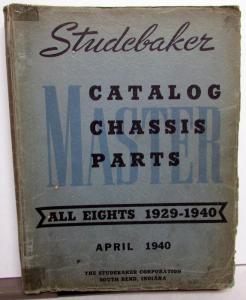 Studebaker
MASTER
CATALOG
CHASSIS
PARTS
ALL EIGHTS 1929-1940
APRIL 1940
THE STUDEBAKER CORPORATION
SOUTH BEND, INDIANA